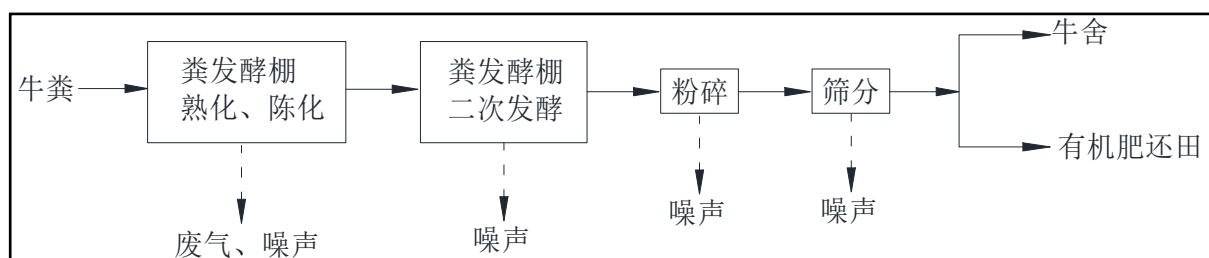 牛粪
粪发酵棚
熟化、陈化
粪发酵棚
二次发酵
粉碎
筛分
牛舍
有机肥还田
废气、噪声
噪声
噪声
噪声